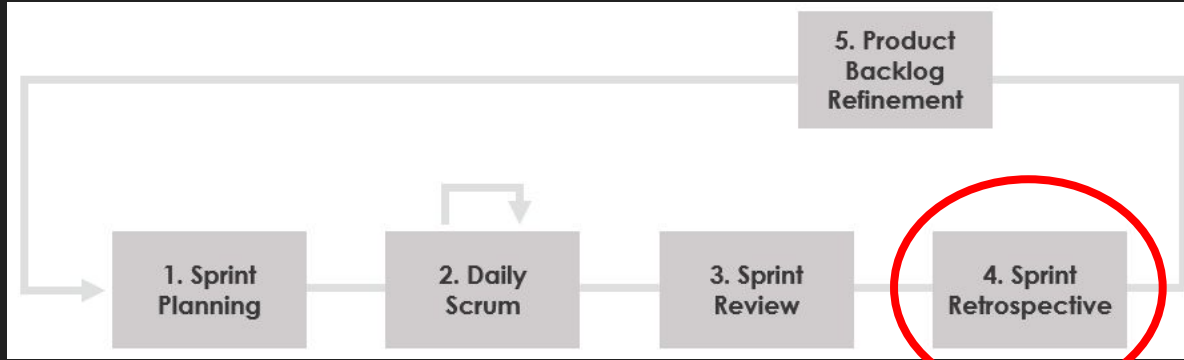 5. Product
Backlog
Refinement
1. Sprint
Planning
2. Daily
Scrum
3. Sprint
Review
4. Sprint
Retrospective